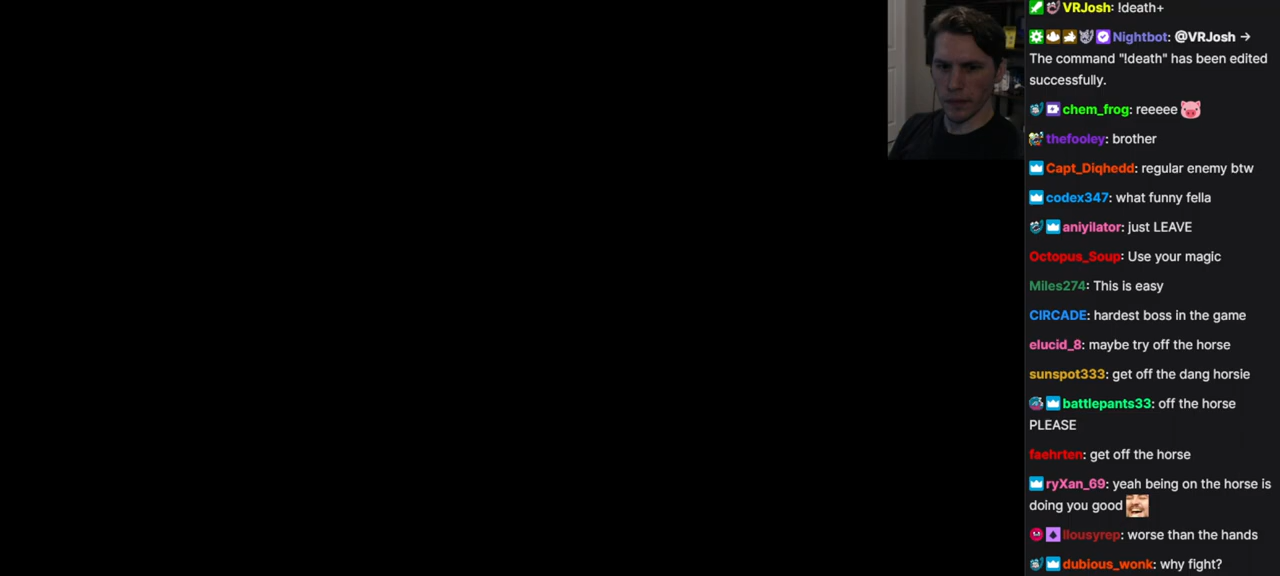 VRJosh: !death+
Nightbot: @VRJosh →
The command "!death" has been edited
successfully.
chem_frog: reeeee
thefooley: brother
Capt_Diqhedd: regular enemy btw
codex347: what funny fella
aniyilator: just LEAVE
Octopus_Soup: Use your magic
Miles274: This is easy
CIRCADE: hardest boss in the game
elucid_8: maybe try off the horse
sunspot333: get off the dang horsie
battlepants33: off the horse
PLEASE
faehrten: get off the horse
ryXan_69: yeah being on the horse is
doing you good
llousyrep: worse than the hands
dubious_wonk: why fight?